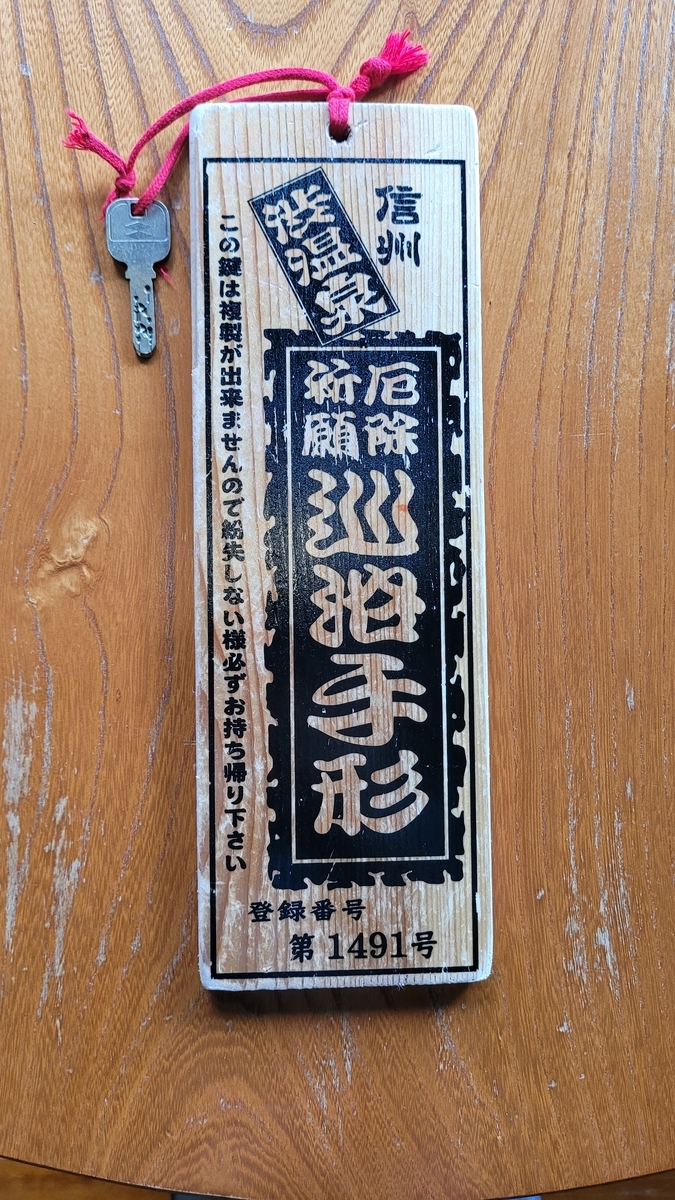 信州
渋温泉
厄除
祈願
巡浴手形
この鍵は複製が出来ませんので紛失しない様必ずお持ち帰り下さい
登録番号
第1491号